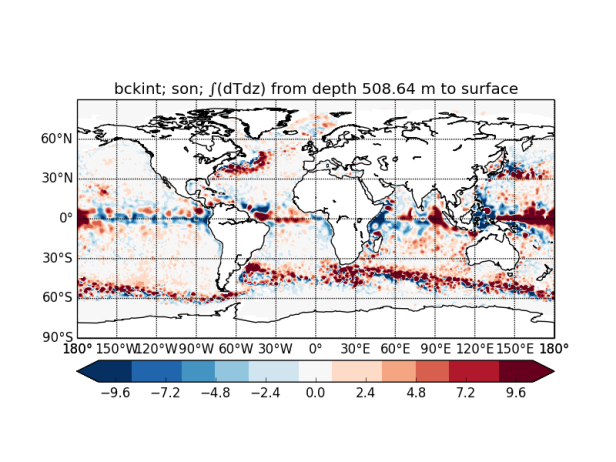 bckint; son; ∫(dTdz) from depth 508.64 m to surface
60°N
30°N
0°
30°S
60°S
90°S
180° 150°W 120°W 90°W 60°W 30°W 0° 30°E 60°E 90°E 120°E 150°E 180°
−9.6 −7.2 −4.8 −2.4 0.0 2.4 4.8 7.2 9.6